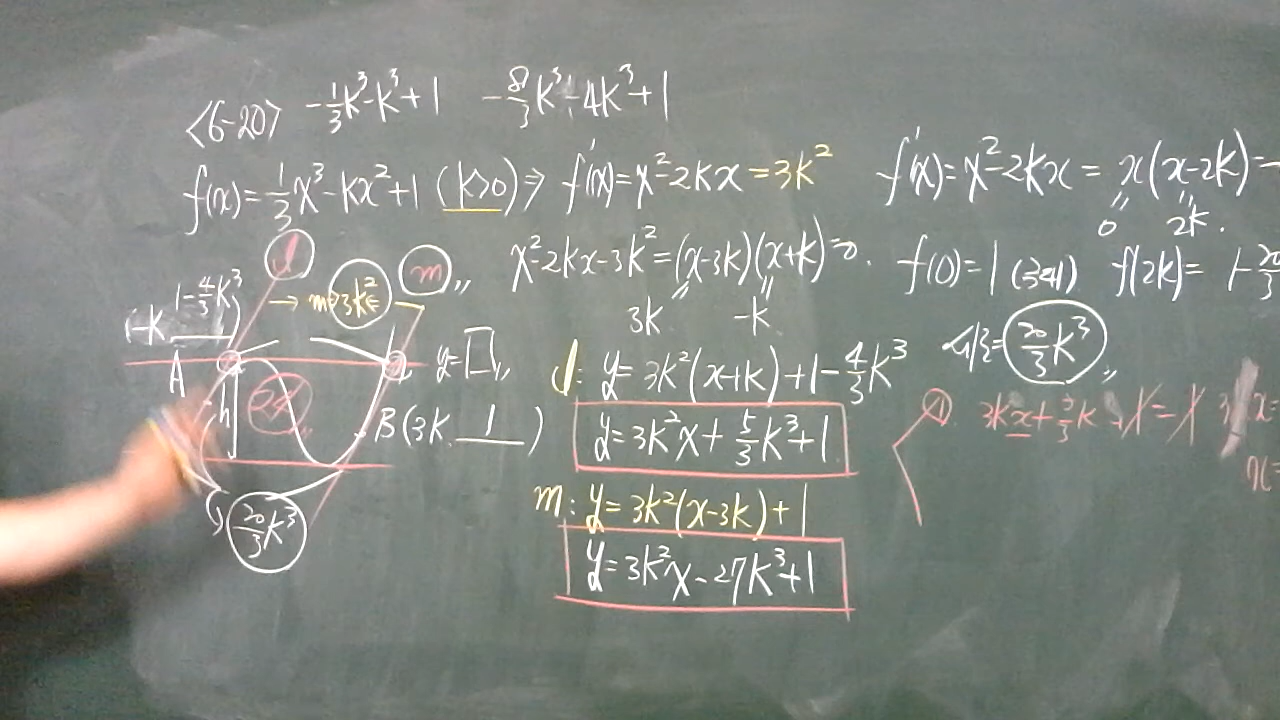 <6-20> -1/3k³-k³+1 -8/3k³-4k³+1
f(x)=1/3x³-kx²+1 (k>0) ⇒ f'(x)=x²-2kx=3k²
f'(x)=x²-2kx=x(x-2k)=
0 2k.
x²-2kx-3k²=(x-3k)(x+k)=0.
3k -k
f(0)=1 f(2k)= 1-20/3
20/3k³
l m
→ m=3k²
1-4/3k³
(-k
A
h
y=□
B(3k, 1)
20/3k³
l: y=3k²(x+k)+1-4/3k³
y=3k²x+5/3k³+1
m: y=3k²(x-3k)+1
y=3k²x-27k³+1
x=